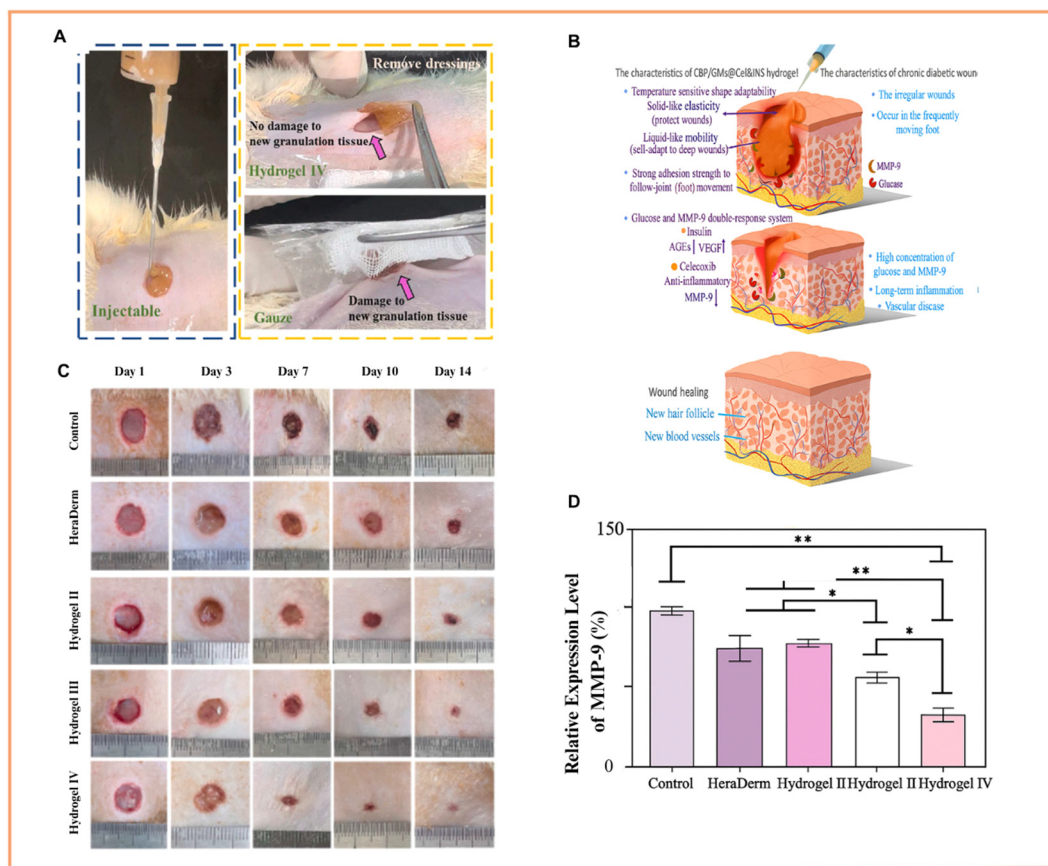 A
Remove dressings
No damage to
new granulation tissue
Hydrogel IV
Injectable
Damage to
new granulation tissue
Gauze
B
The characteristics of CBP/GMs@Cel&INS hydrogel
The characteristics of chronic diabetic woun
• Temperature sensitive shape adaptability
Solid-like elasticity
(protect wounds)
Liquid-like mobility
(sell-adapt to deep wounds)
• Strong adhesion strength to
follow-joint (foot) movement
• The irregular wounds
• Occur in the frequently
moving foot
MMP-9
Glucase
• Glucose and MMP-9 double-response system
Insulin
AGEs↓ VEGF↑
Celecoxib
Anti-inflammatory
MMP-9↓
• High concentration of
glucose and MMP-9
• Long-term inflammation
• Vascular disease
Wound healing
New hair follicle
New blood vessels
C
Day 1 Day 3 Day 7 Day 10 Day 14
Control
HeraDerm
Hydrogel II
Hydrogel III
Hydrogel IV
D
Relative Expression Level
of MMP-9 (%)
150
0
**
**
*
*
Control HeraDerm Hydrogel II Hydrogel II Hydrogel IV